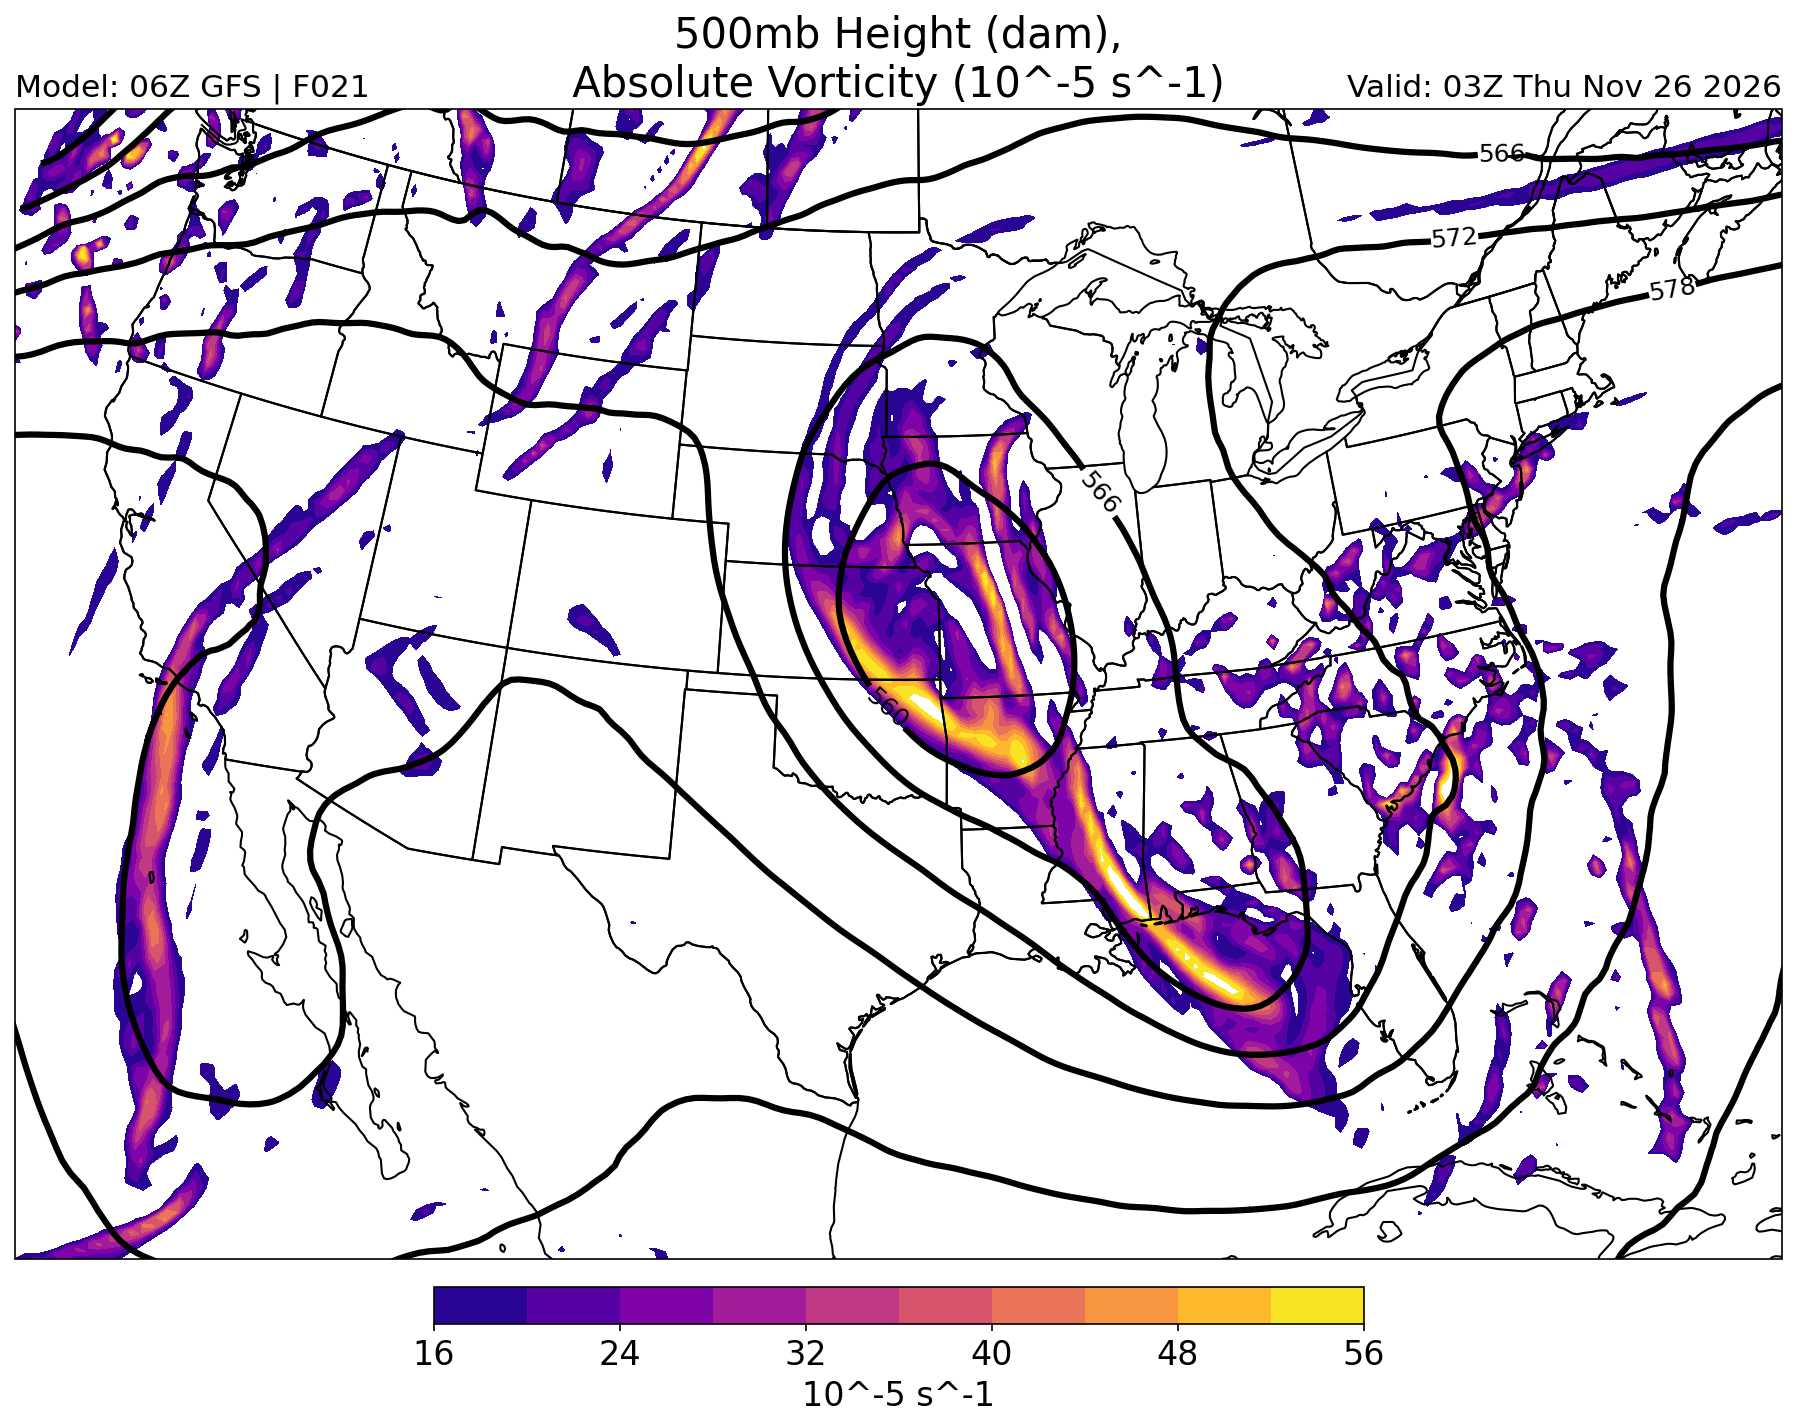 500mb Height (dam),
Model: 06Z GFS | F021
Absolute Vorticity (10^-5 s^-1)
Valid: 03Z Thu Nov 26 2026
566
572
578
566
560
16
24
32
40
48
56
10^-5 s^-1